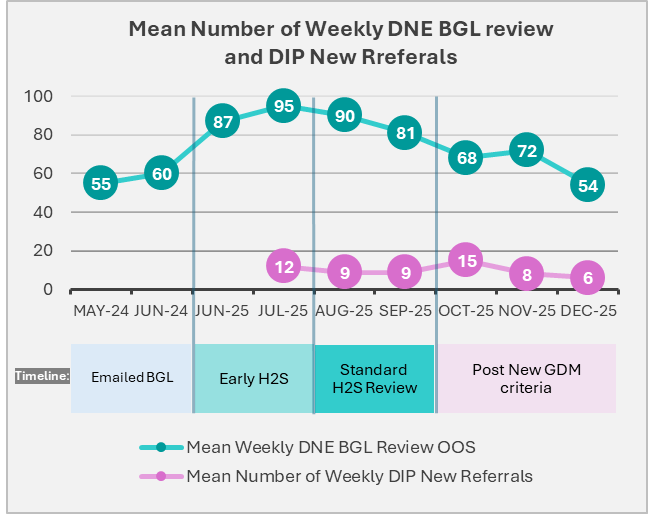 Mean Number of Weekly DNE BGL review
and DIP New Rreferrals
100
80
60
40
20
0
55
60
87
95
90
81
68
72
54
12
9
9
15
8
6
MAY-24 JUN-24 JUN-25 JUL-25 AUG-25 SEP-25 OCT-25 NOV-25 DEC-25
Timeline:
Emailed BGL
Early H2S
Standard
H2S Review
Post New GDM
criteria
Mean Weekly DNE BGL Review OOS
Mean Number of Weekly DIP New Referrals